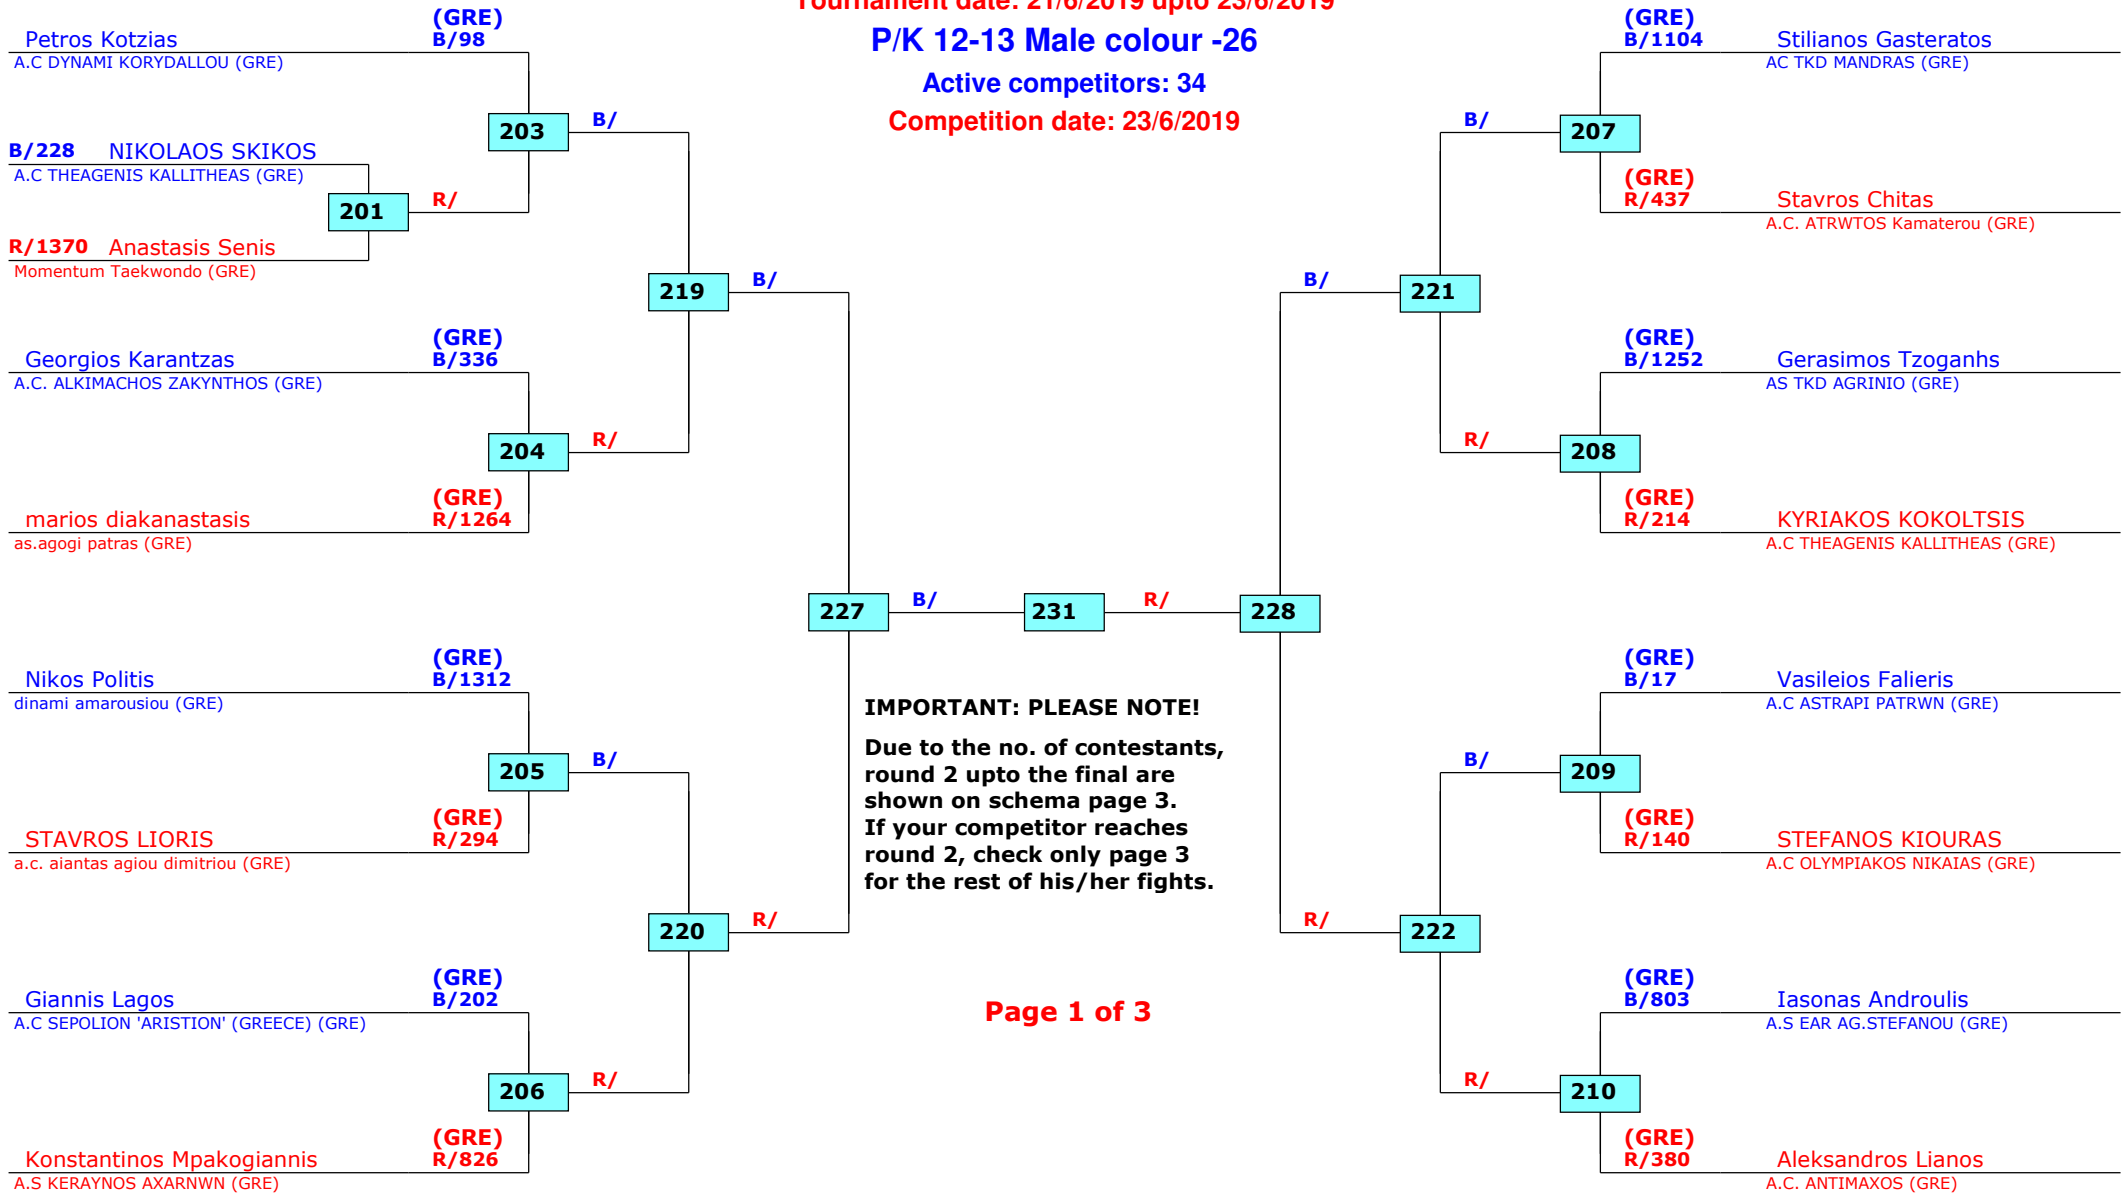 Tournament date: 21/6/2019 upto 23/6/2019
P/K 12-13 Male colour -26
Active competitors: 34
Competition date: 23/6/2019
(GRE)
Petros Kotzias B/98
A.C DYNAMI KORYDALLOU (GRE)
203 B/
B/228 NIKOLAOS SKIKOS
A.C THEAGENIS KALLITHEAS (GRE)
201 R/
R/1370 Anastasis Senis
Momentum Taekwondo (GRE)
219 B/
(GRE)
Georgios Karantzas B/336
A.C. ALKIMACHOS ZAKYNTHOS (GRE)
204 R/
(GRE)
marios diakanastasis R/1264
as.agogi patras (GRE)
227 B/ 231 R/ 228
(GRE)
Nikos Politis B/1312
dinami amarousiou (GRE)
205 B/
(GRE)
STAVROS LIORIS R/294
a.c. aiantas agiou dimitriou (GRE)
220 R/
(GRE)
Giannis Lagos B/202
A.C SEPOLION 'ARISTION' (GREECE) (GRE)
206 R/
(GRE)
Konstantinos Mpakogiannis R/826
A.S KERAYNOS AXARNWN (GRE)
IMPORTANT: PLEASE NOTE!
Due to the no. of contestants,
round 2 upto the final are
shown on schema page 3.
If your competitor reaches
round 2, check only page 3
for the rest of his/her fights.
Page 1 of 3
(GRE)
B/1104 Stilianos Gasteratos
AC TKD MANDRAS (GRE)
B/ 207
(GRE)
R/437 Stavros Chitas
A.C. ATRWTOS Kamaterou (GRE)
B/ 221
(GRE)
B/1252 Gerasimos Tzoganhs
AS TKD AGRINIO (GRE)
R/ 208
(GRE)
R/214 KYRIAKOS KOKOLTSIS
A.C THEAGENIS KALLITHEAS (GRE)
(GRE)
B/17 Vasileios Falieris
A.C ASTRAPI PATRWN (GRE)
B/ 209
(GRE)
R/140 STEFANOS KIOURAS
A.C OLYMPIAKOS NIKAIAS (GRE)
R/ 222
(GRE)
B/803 Iasonas Androulis
A.S EAR AG.STEFANOU (GRE)
R/ 210
(GRE)
R/380 Aleksandros Lianos
A.C. ANTIMAXOS (GRE)